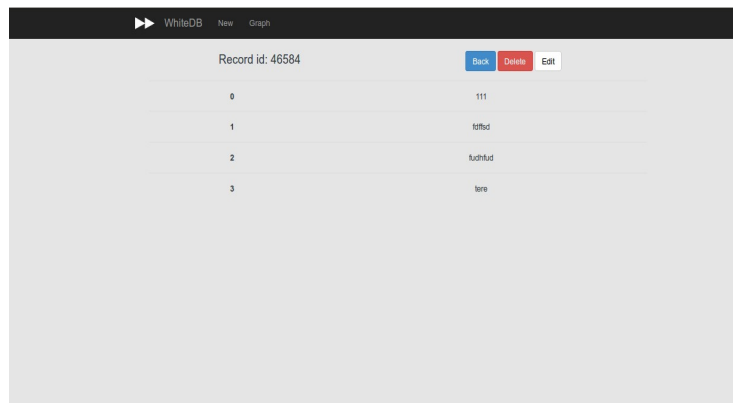 WhiteDB New Graph
Record id: 46584 Back Delete Edit
0 111
1 fdffsd
2 fudhfud
3 tere